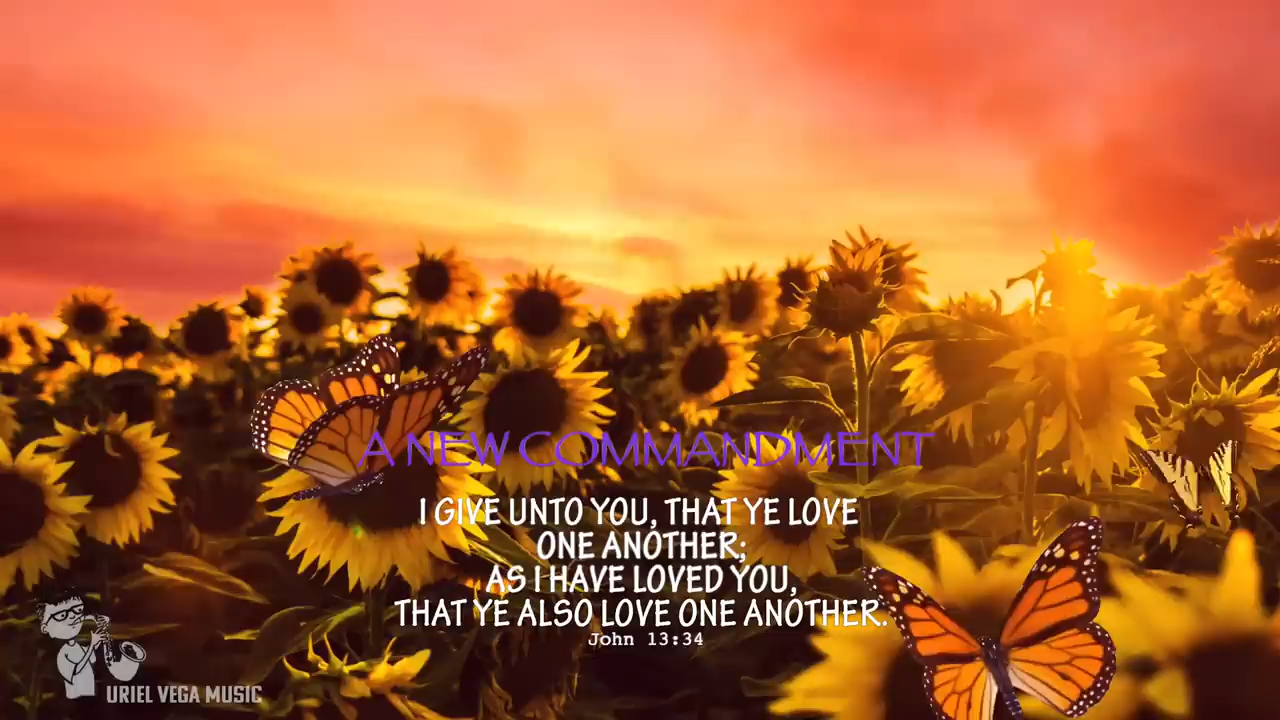 A NEW COMMANDMENT
I GIVE UNTO YOU, THAT YE LOVE
ONE ANOTHER;
AS I HAVE LOVED YOU,
THAT YE ALSO LOVE ONE ANOTHER.
John 13:34
URIEL VEGA MUSIC